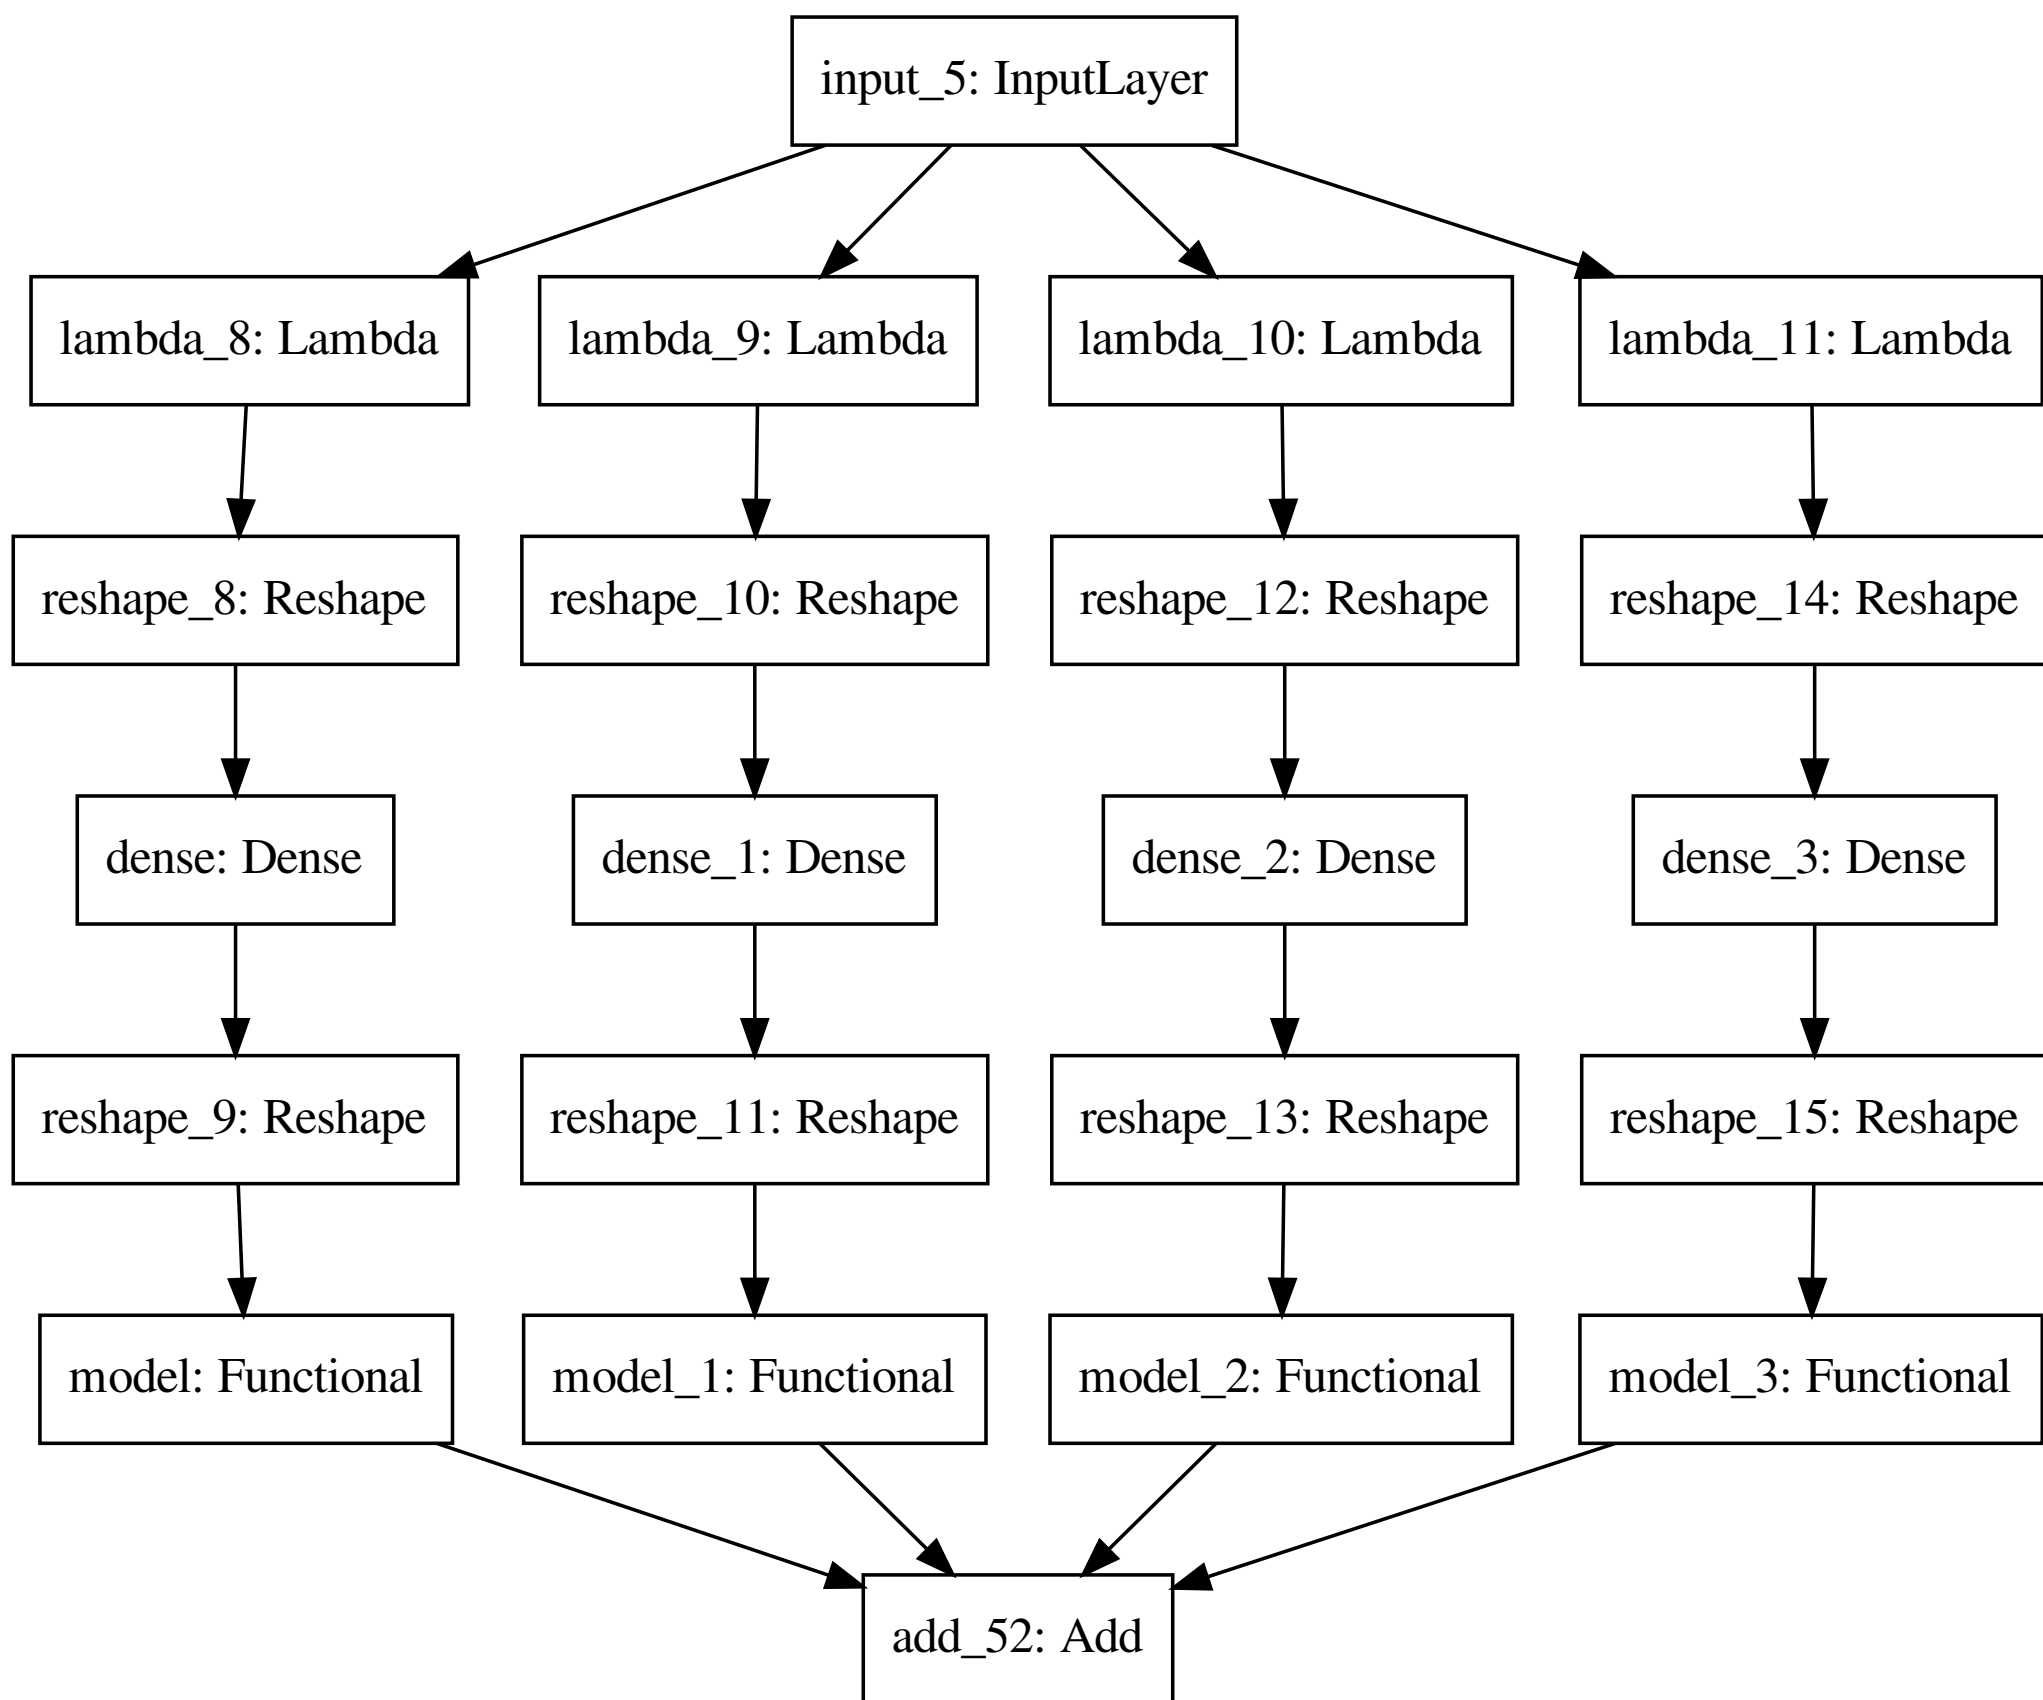 input_5: InputLayer
lambda_8: Lambda
lambda_9: Lambda
lambda_10: Lambda
lambda_11: Lambda
reshape_8: Reshape
reshape_10: Reshape
reshape_12: Reshape
reshape_14: Reshape
dense: Dense
dense_1: Dense
dense_2: Dense
dense_3: Dense
reshape_9: Reshape
reshape_11: Reshape
reshape_13: Reshape
reshape_15: Reshape
model: Functional
model_1: Functional
model_2: Functional
model_3: Functional
add_52: Add